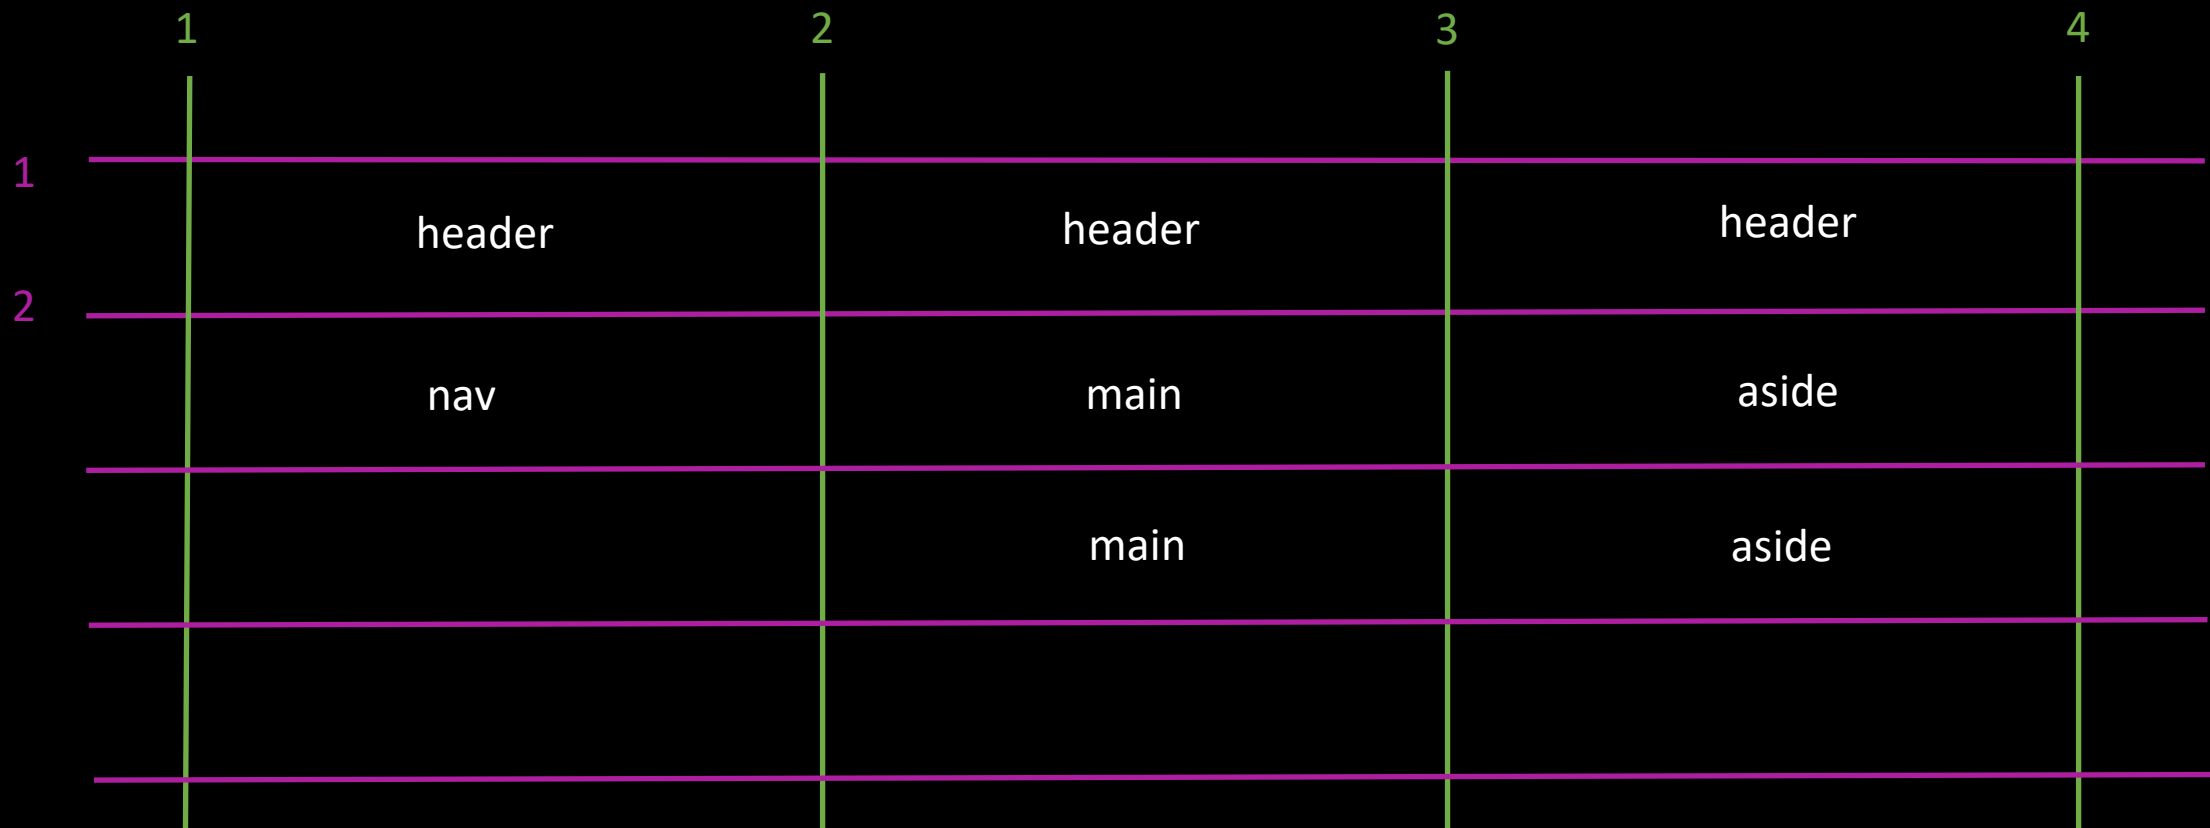 1 2 3 4
1
header header header
2
nav main aside
main aside